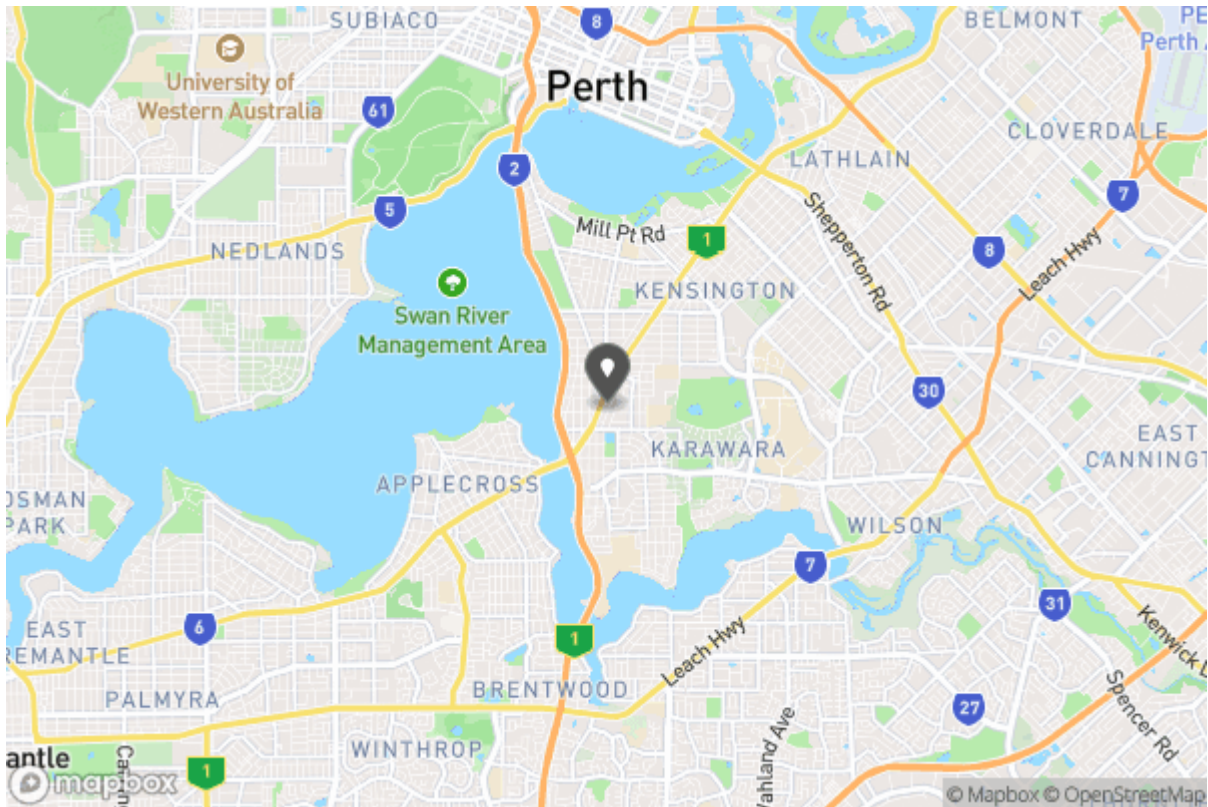 SUBIACO
8
BELMONT
PE
Perth A
University of
Western Australia
61
Perth
CLOVERDALE
LATHLAIN
2
7
5
Mill Pt Rd
1
NEDLANDS
8
Shepperton Rd
Leach Hwy
KENSINGTON
Swan River
Management Area
30
KARAWARA
EAST
CANNINGT
APPLECROSS
OSMAN
PARK
WILSON
7
31
6
EAST
REMANTLE
1
Leach Hwy
Kenwick L
BRENTWOOD
PALMYRA
27
Spencer Rd
WINTHROP
Vahland Ave
antle
1
mapbox
© Mapbox © OpenStreetMap